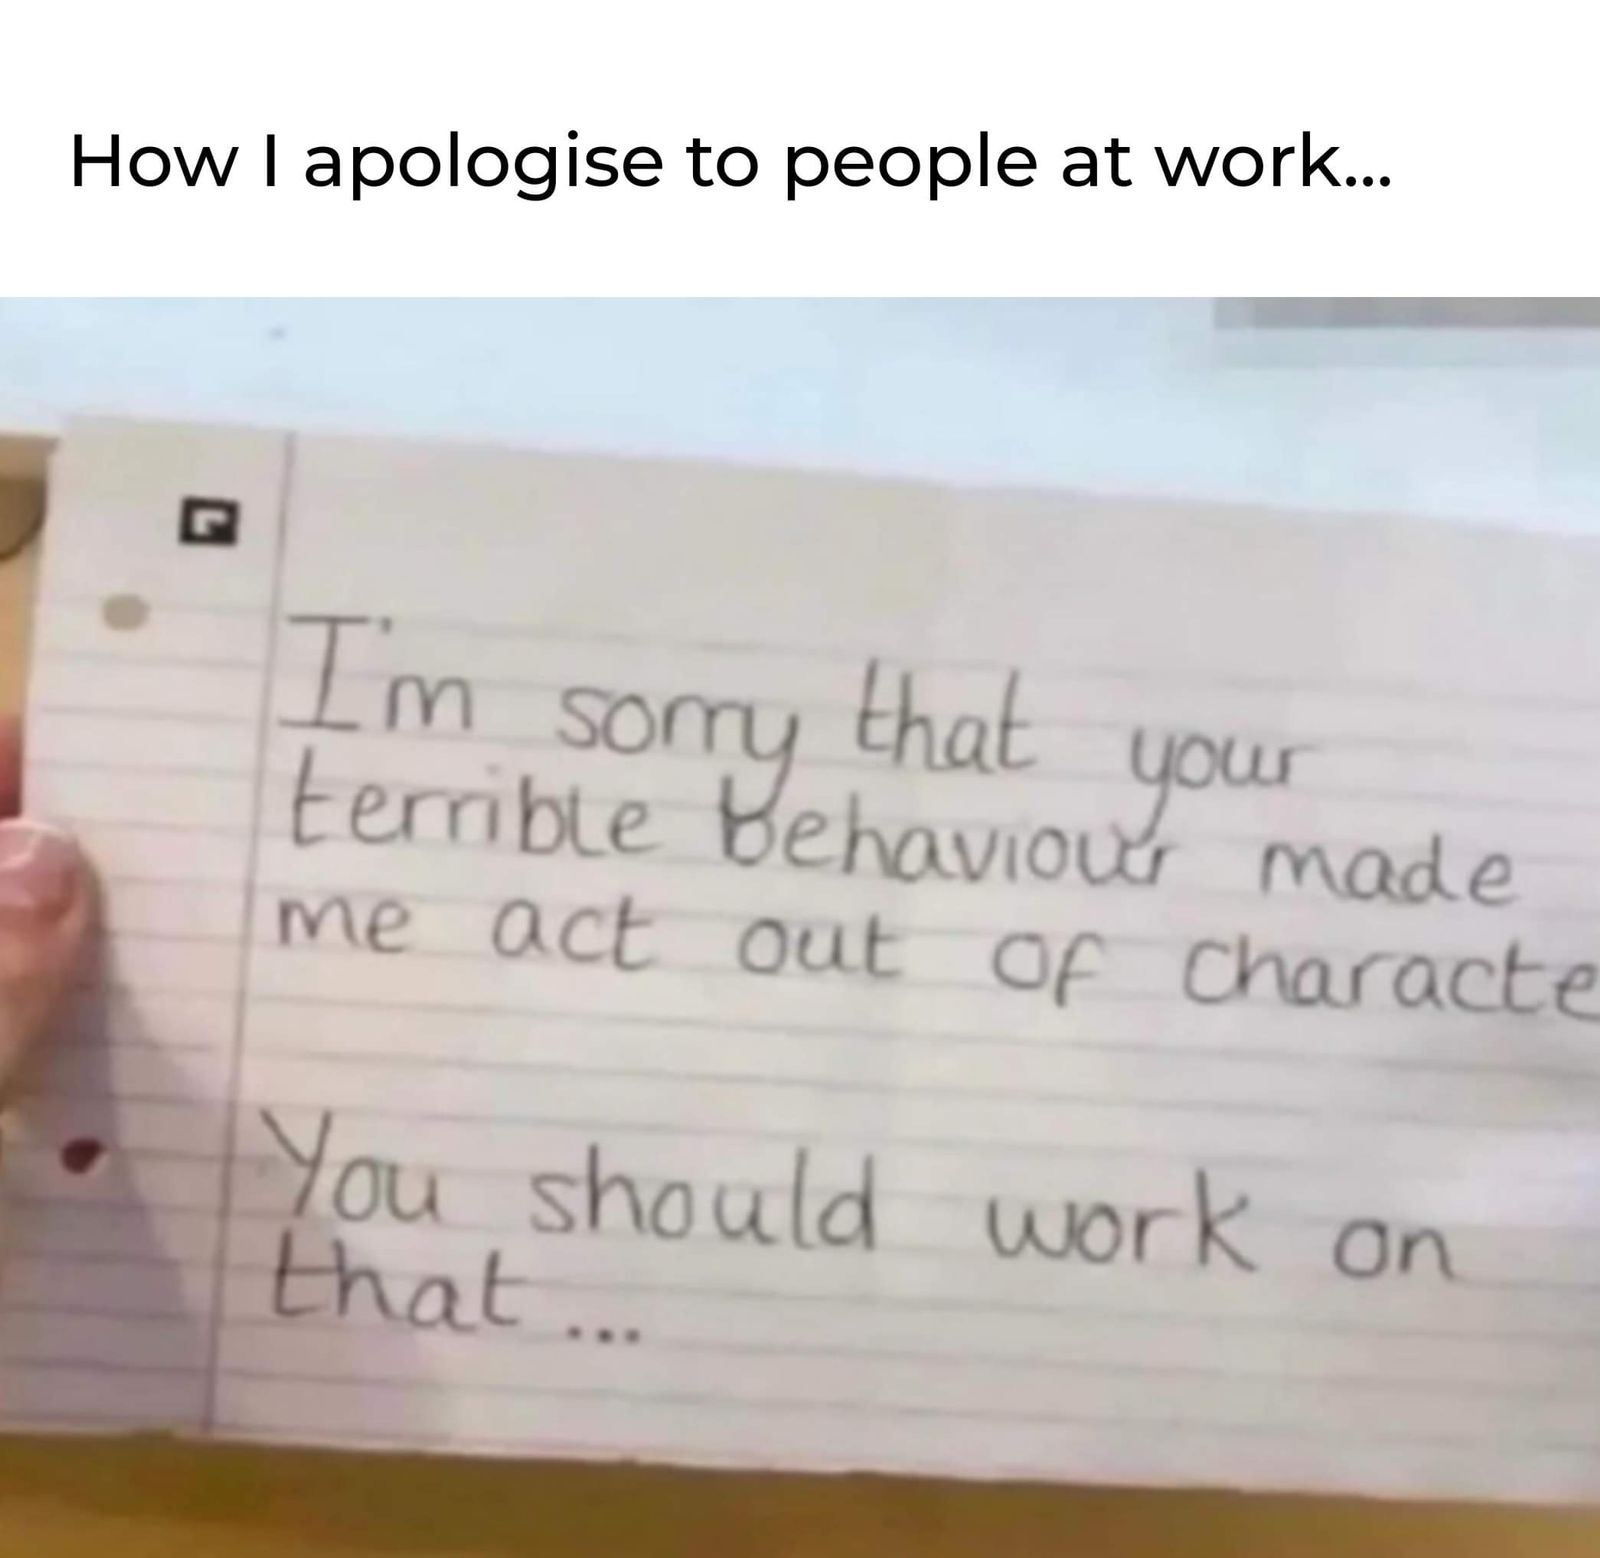 How I apologise to people at work...
I'm sorry that your
terrible behaviour made
me act out of characte
You should work on
that...